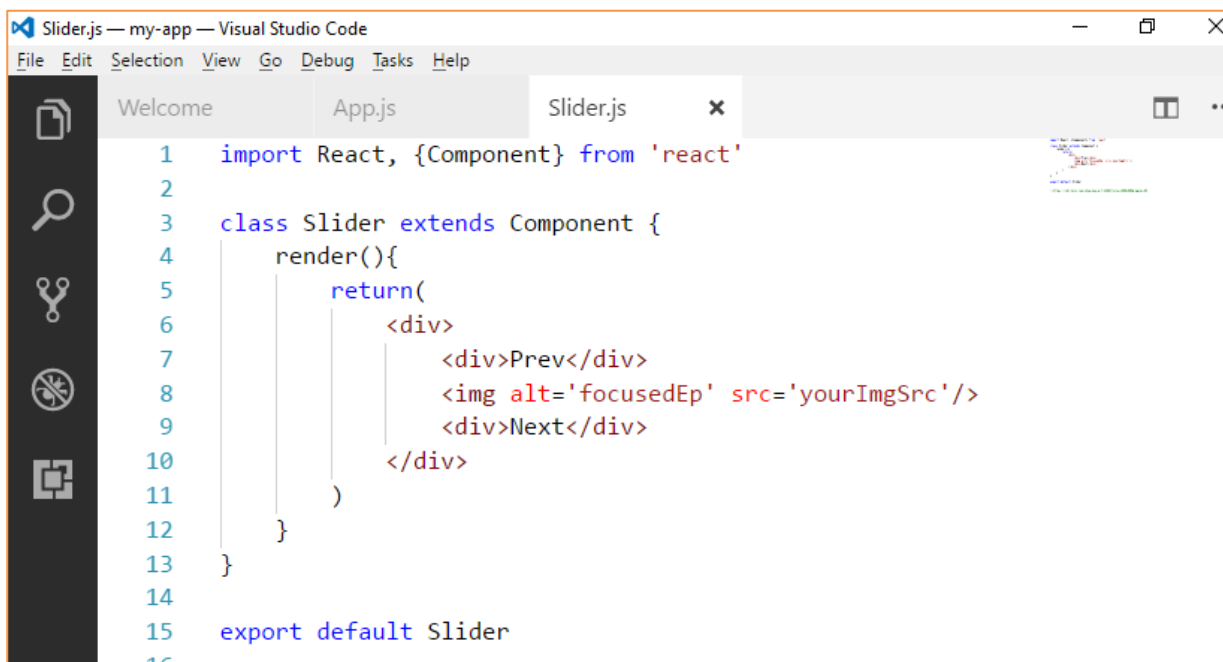 Slider.js — my-app — Visual Studio Code
File Edit Selection View Go Debug Tasks Help
Welcome App.js Slider.js
1 import React, {Component} from 'react'
2
3 class Slider extends Component {
4 render(){
5 return(
6 <div>
7 <div>Prev</div>
8 <img alt='focusedEp' src='yourImgSrc'/>
9 <div>Next</div>
10 </div>
11 )
12 }
13 }
14
15 export default Slider
16